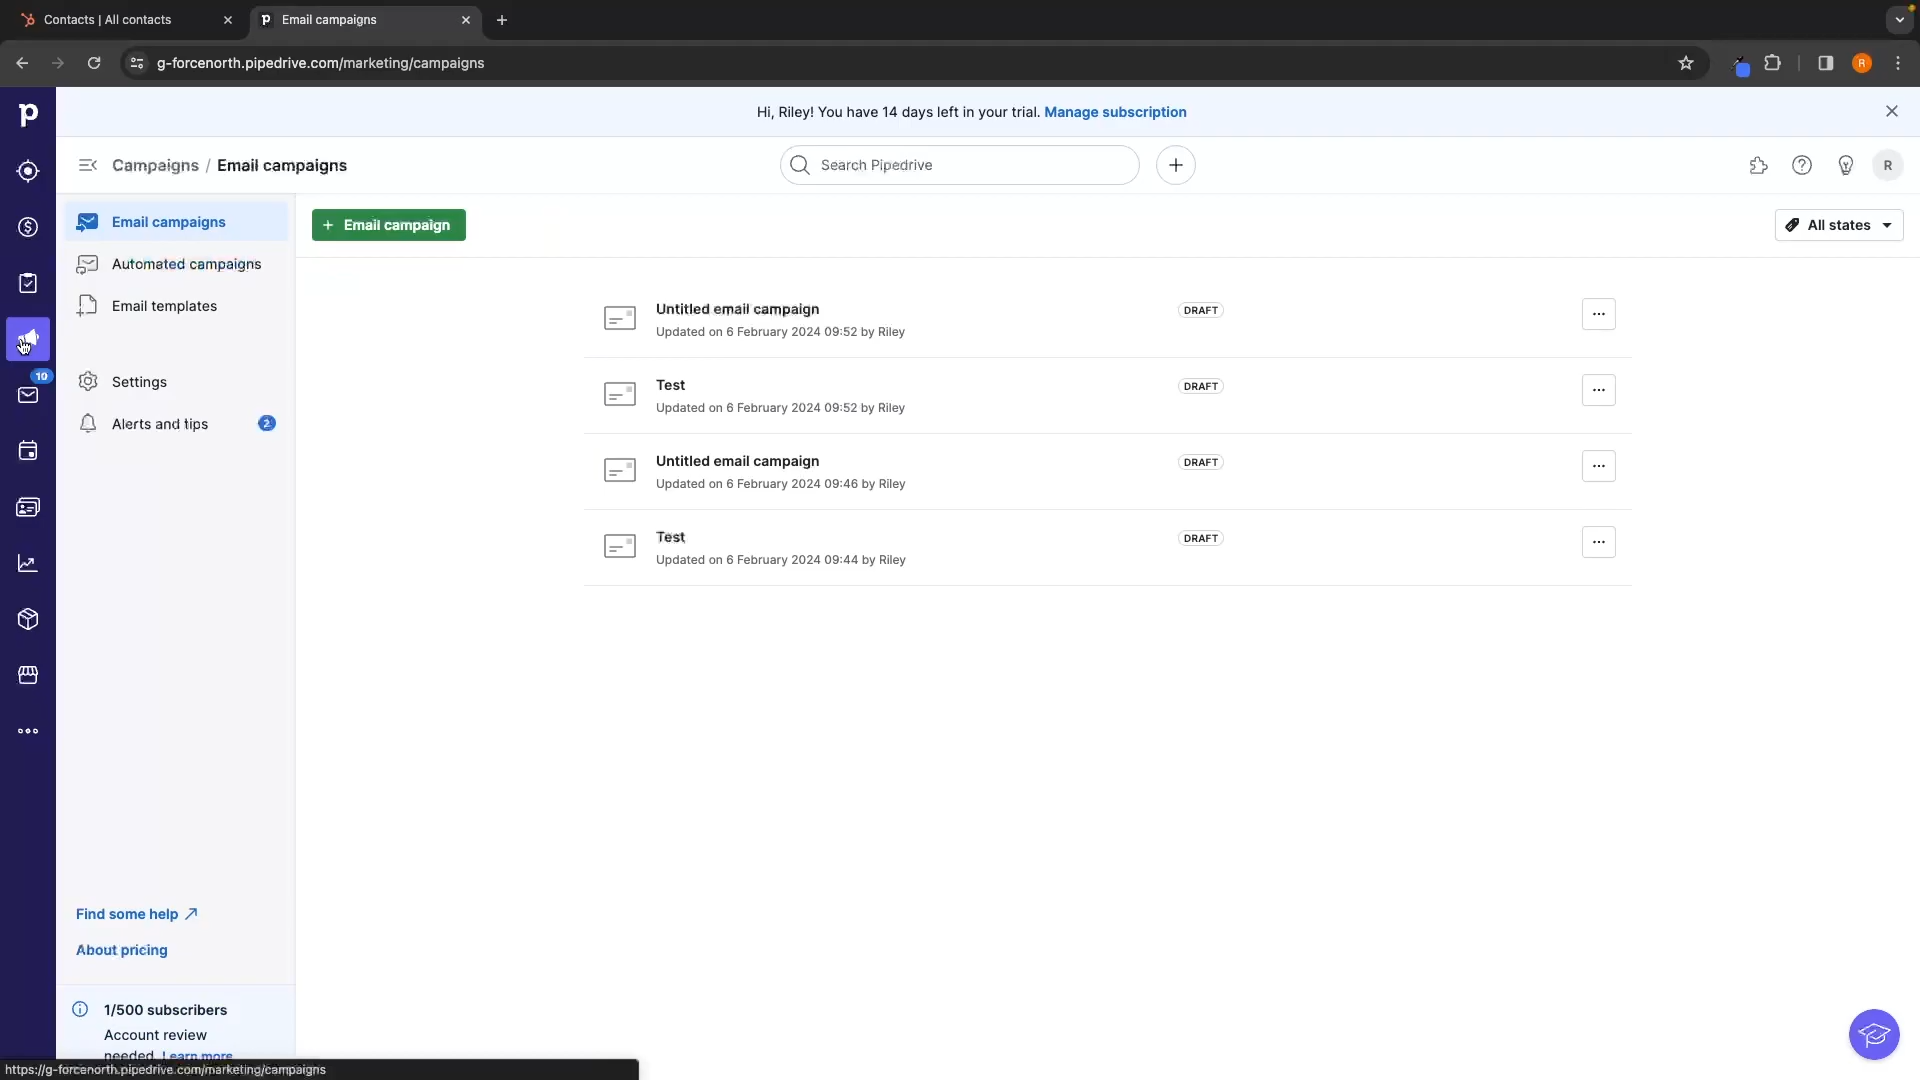 Contacts | All contacts
Email campaigns
g-forcenorth.pipedrive.com/marketing/campaigns
R
Hi, Riley! You have 14 days left in your trial. Manage subscription
Campaigns / Email campaigns
Search Pipedrive
R
Email campaigns
+ Email campaign
All states
Automated campaigns
Email templates
Settings
Alerts and tips 2
10
Untitled email campaign
DRAFT
Updated on 6 February 2024 09:52 by Riley
Test
DRAFT
Updated on 6 February 2024 09:52 by Riley
Untitled email campaign
DRAFT
Updated on 6 February 2024 09:46 by Riley
Test
DRAFT
Updated on 6 February 2024 09:44 by Riley
Find some help
About pricing
1/500 subscribers
Account review
needed. Learn more
https://g-forcenorth.pipedrive.com/marketing/campaigns